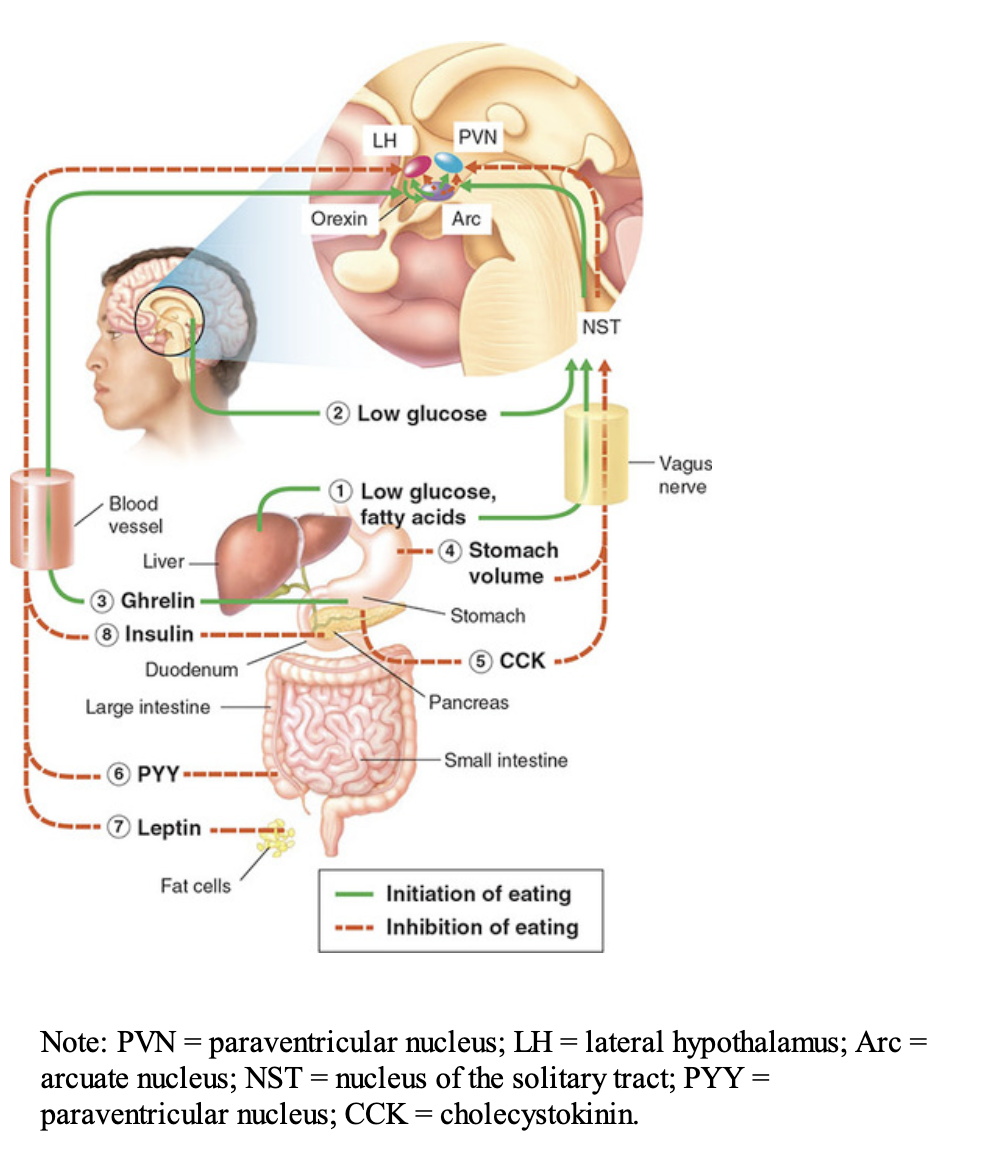 LH
PVN
Orexin
Arc
NST
② Low glucose
Vagus
nerve
① Low glucose,
fatty acids
Blood
vessel
④ Stomach
volume
Liver
③ Ghrelin
Stomach
⑧ Insulin
⑤ CCK
Duodenum
Pancreas
Large intestine
Small intestine
⑥ PYY
⑦ Leptin
Fat cells
Initiation of eating
Inhibition of eating
Note: PVN = paraventricular nucleus; LH = lateral hypothalamus; Arc =
arcuate nucleus; NST = nucleus of the solitary tract; PYY =
paraventricular nucleus; CCK = cholecystokinin.